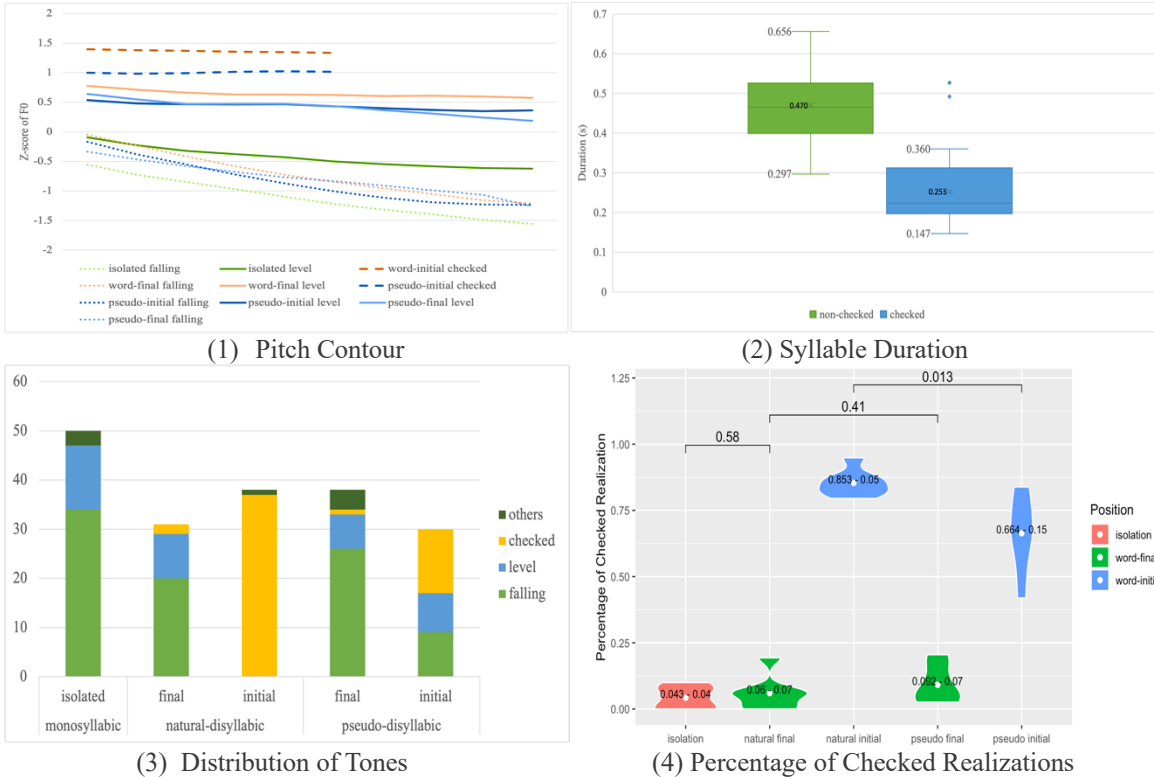 2
1.5
1
0.5
0
-0.5
-1
-1.5
-2
Z-score of F0
isolated falling
isolated level
word-initial checked
word-final falling
word-final level
pseudo-initial checked
pseudo-initial falling
pseudo-initial level
pseudo-final level
pseudo-final falling
(1) Pitch Contour
0.7
0.6
0.5
0.4
0.3
0.2
0.1
0
Duration (s)
0.656
0.470
0.297
0.360
0.253
0.147
non-checked
checked
(2) Syllable Duration
60
50
40
30
20
10
0
isolated
final
initial
final
initial
monosyllabic
natural-disyllabic
pseudo-disyllabic
others
checked
level
falling
(3) Distribution of Tones
1.25
1.00
0.75
0.50
0.25
0.00
Percentage of Checked Realization
0.013
0.41
0.58
0.853 - 0.05
0.664 - 0.15
0.043 - 0.04
0.06 - 0.07
0.092 - 0.07
isolation
natural final
natural initial
pseudo final
pseudo initial
Position
isolation
word-fina
word-initi
(4) Percentage of Checked Realizations